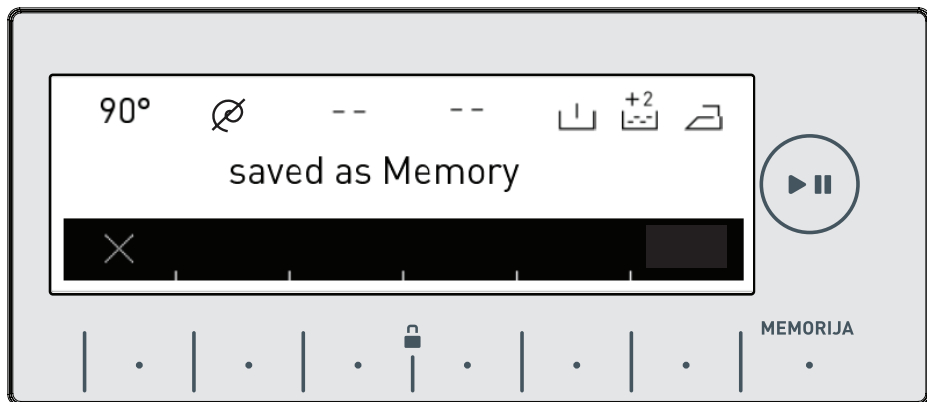 90° -- --
+2
saved as Memory
MEMORIJA